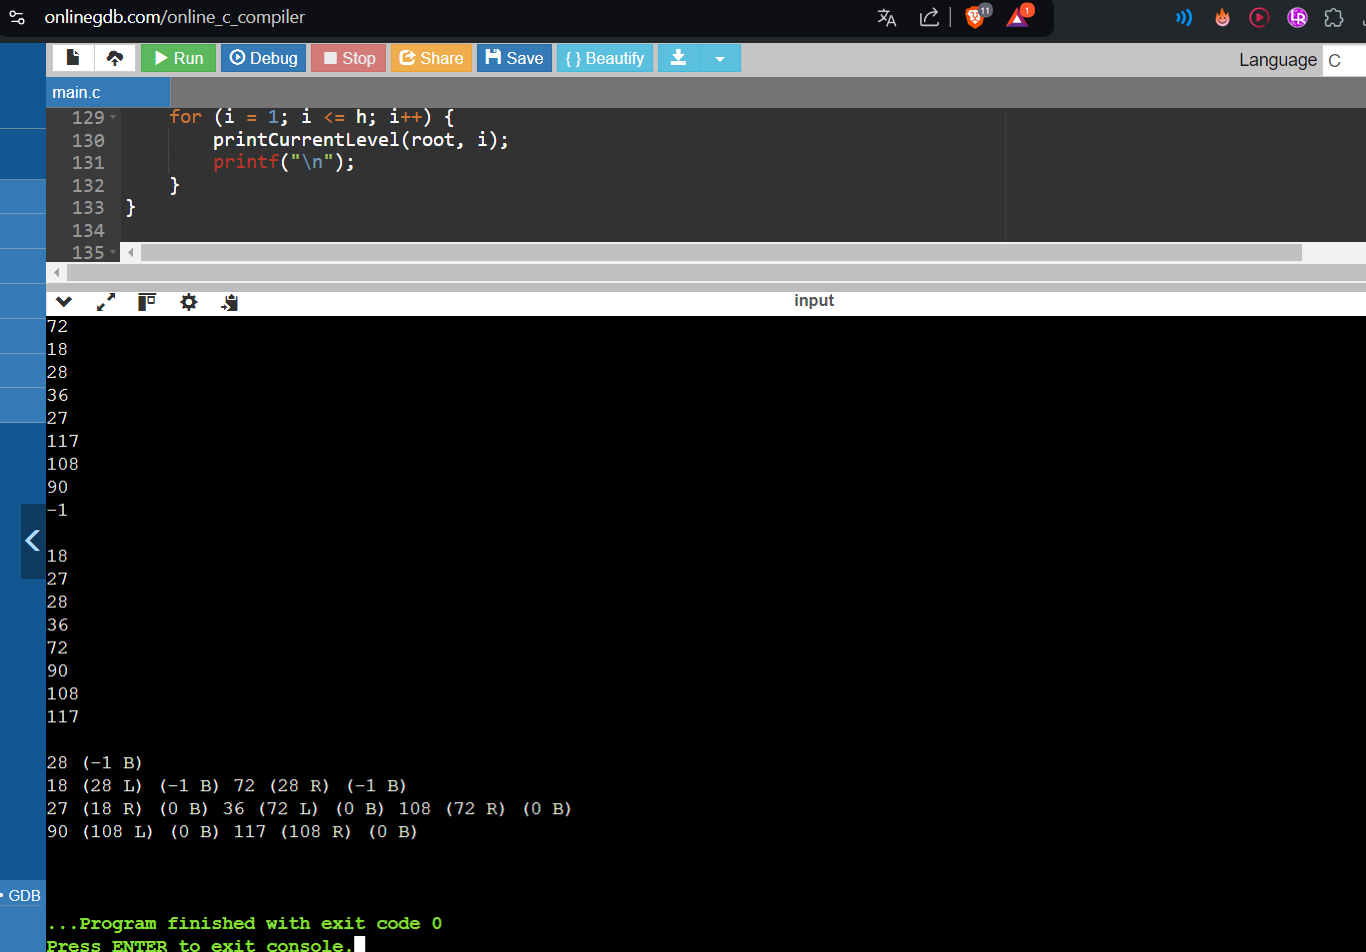 onlinegdb.com/online_c_compiler
11
1
Run Debug Stop Share Save { } Beautify
Language C
main.c
129 for (i = 1; i <= h; i++) {
130 printCurrentLevel(root, i);
131 printf("\n");
132 }
133 }
134
135
input
72
18
28
36
27
117
108
90
-1
18
27
28
36
72
90
108
117
28 (-1 B)
18 (28 L) (-1 B) 72 (28 R) (-1 B)
27 (18 R) (0 B) 36 (72 L) (0 B) 108 (72 R) (0 B)
90 (108 L) (0 B) 117 (108 R) (0 B)
• GDB
...Program finished with exit code 0
Press ENTER to exit console.